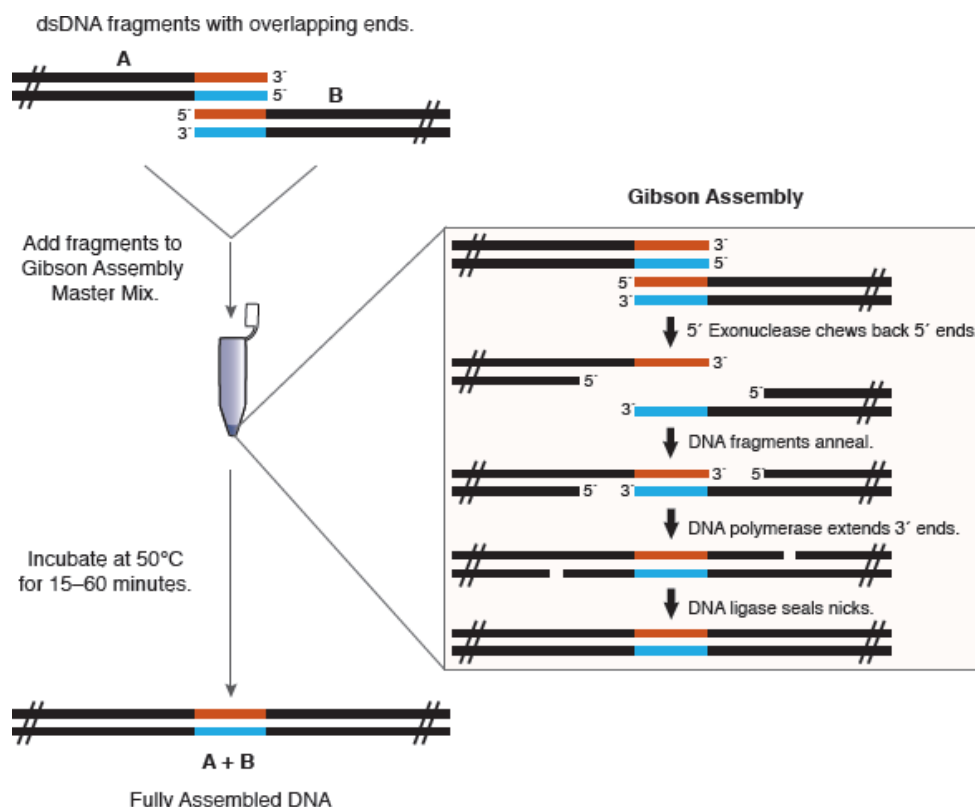 dsDNA fragments with overlapping ends.
A
3´
5´
B
5´
3´
Add fragments to
Gibson Assembly
Master Mix.
Incubate at 50°C
for 15–60 minutes.
A + B
Fully Assembled DNA
Gibson Assembly
3´
5´
5´
3´
5´ Exonuclease chews back 5´ ends
3´
5´
5´
3´
DNA fragments anneal.
3´ 5´
5´ 3´
DNA polymerase extends 3´ ends.
DNA ligase seals nicks.